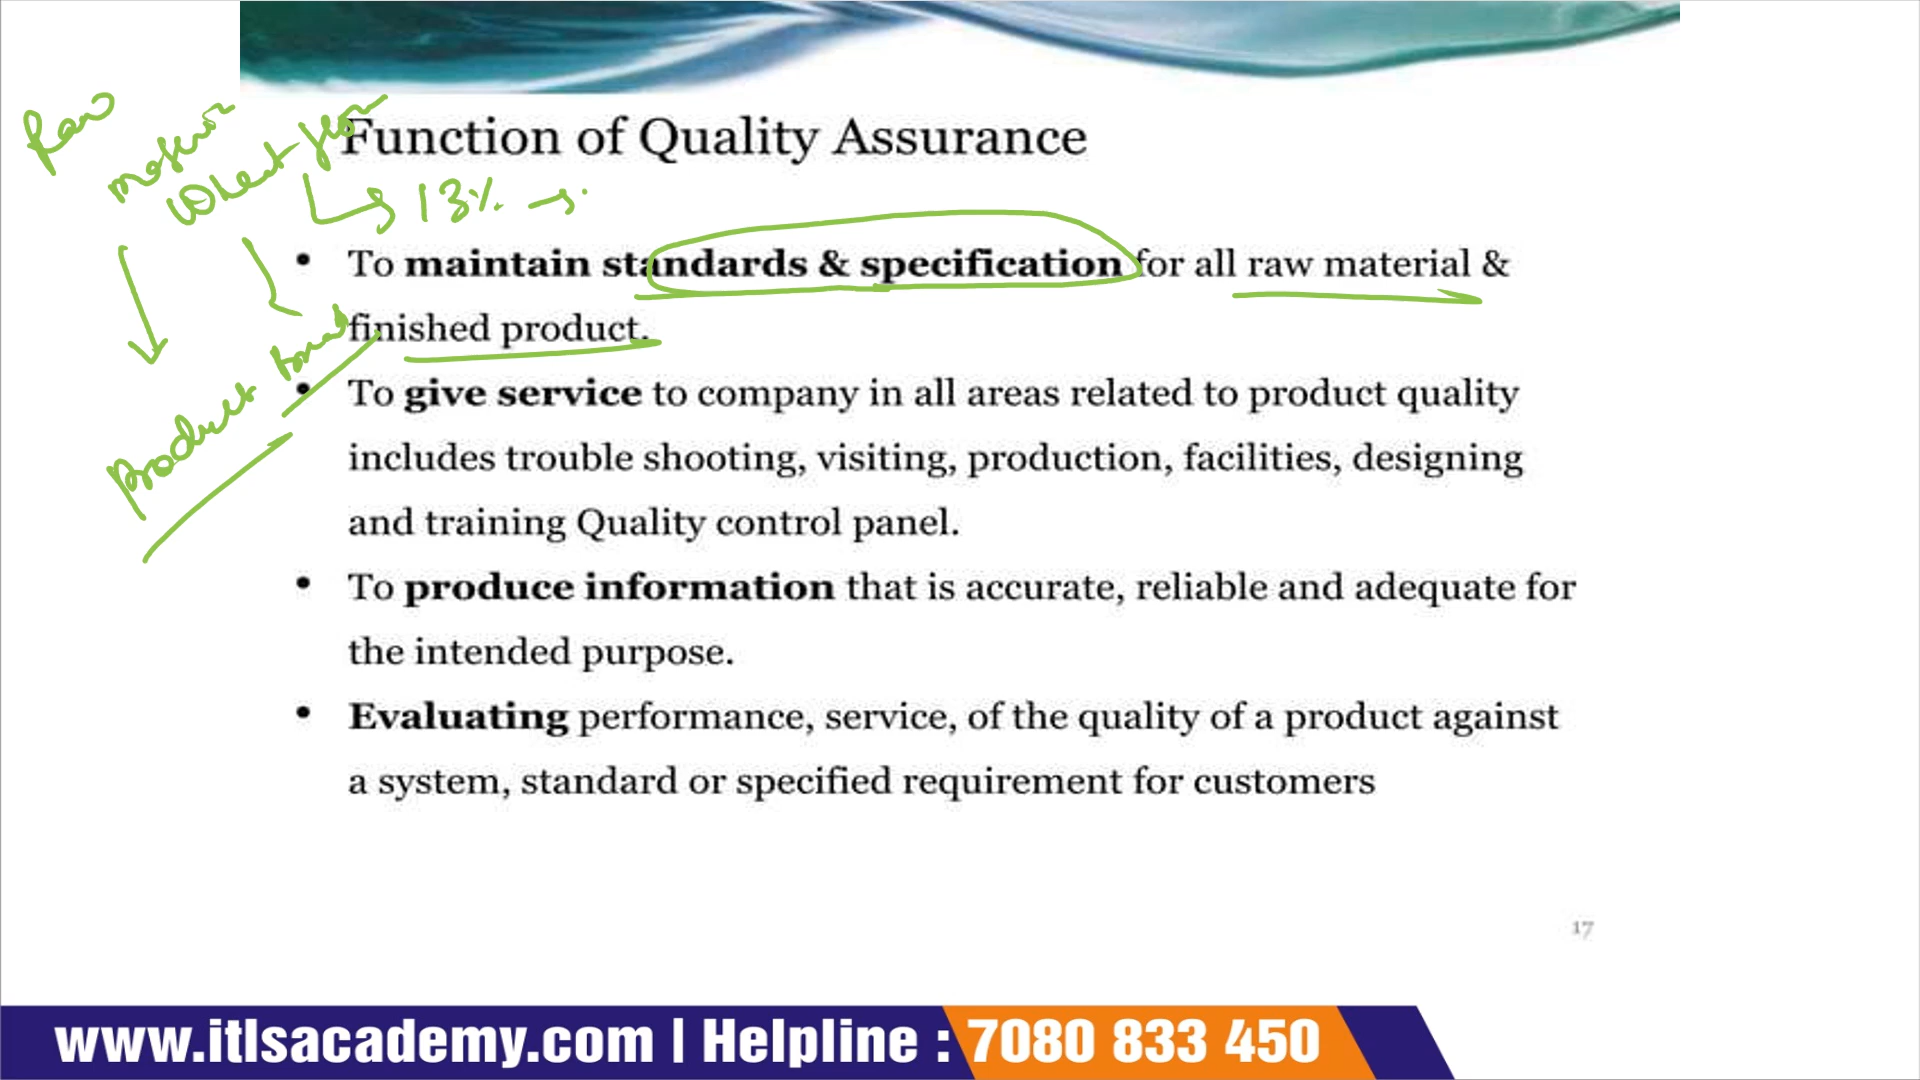 Raw
Wheat
Function of Quality Assurance
13%
• To maintain standards & specification for all raw material &
finished product.
• To give service to company in all areas related to product quality
includes trouble shooting, visiting, production, facilities, designing
and training Quality control panel.
Product
• To produce information that is accurate, reliable and adequate for
the intended purpose.
• Evaluating performance, service, of the quality of a product against
a system, standard or specified requirement for customers
17
www.itlsacademy.com | Helpline : 7080 833 450